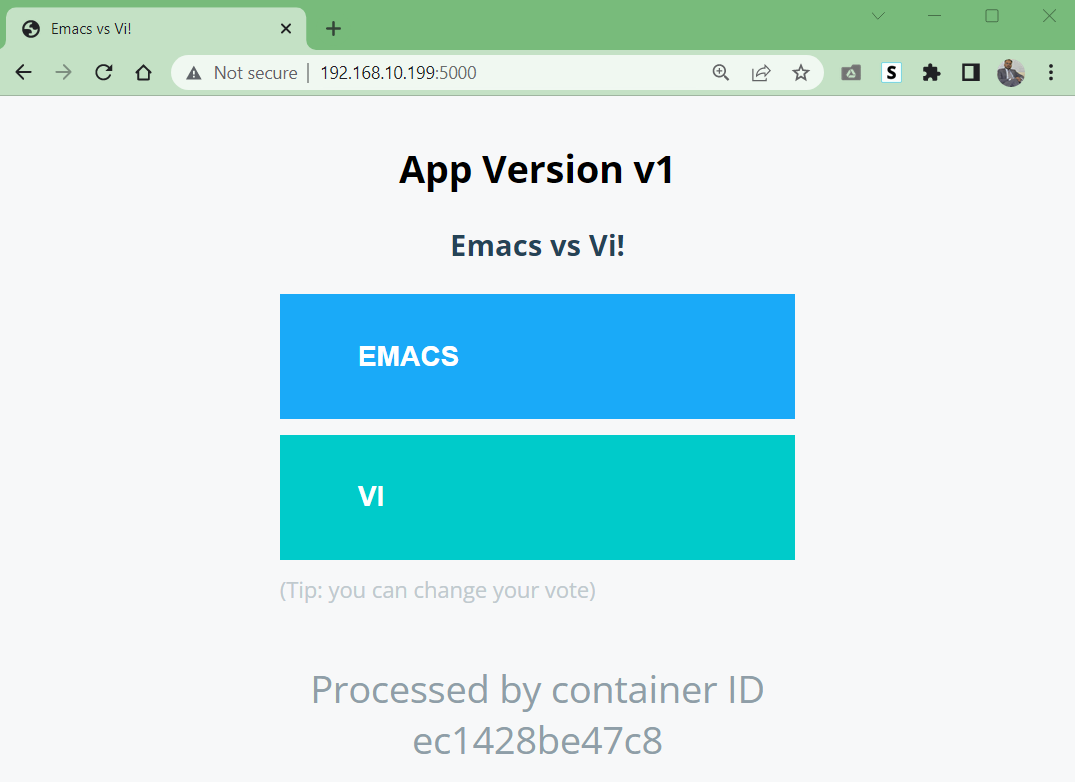 Emacs vs Vi!
Not secure 192.168.10.199:5000
S
App Version v1
Emacs vs Vi!
EMACS
VI
(Tip: you can change your vote)
Processed by container ID
ec1428be47c8